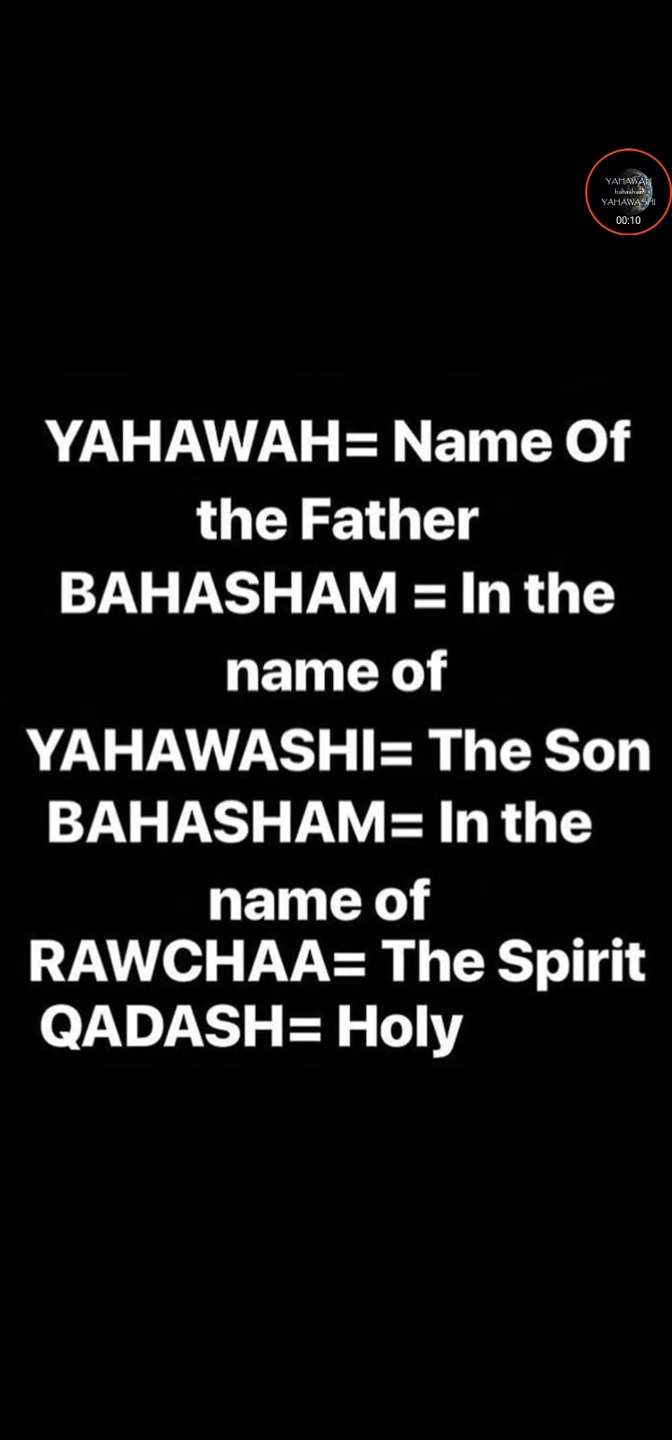 YAHAWAH
bahasham
YAHAWASHI
00:10
YAHAWAH= Name Of
the Father
BAHASHAM = In the
name of
YAHAWASHI= The Son
BAHASHAM= In the
name of
RAWCHAA= The Spirit
QADASH= Holy